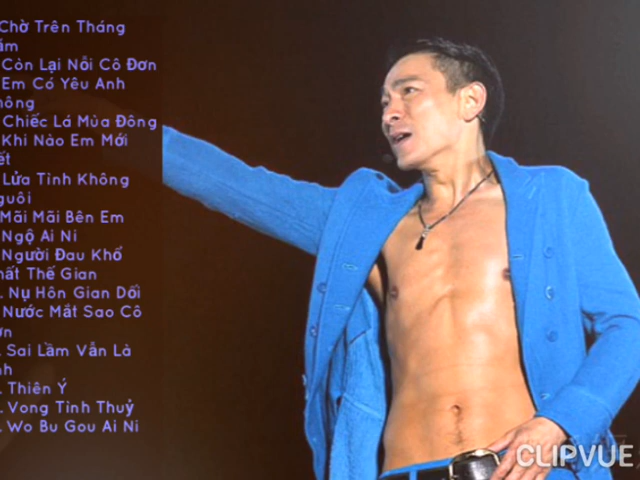 Chờ Trên Tháng
ăm
Còn Lại Nỗi Cô Đơn
Em Có Yêu Anh
hông
Chiếc Lá Mùa Đông
Khi Nào Em Mới
ết
Lửa Tình Không
guôi
Mãi Mãi Bên Em
Ngộ Ai Ni
Người Đau Khổ
hất Thế Gian
. Nụ Hôn Gian Dối
Nước Mắt Sao Cô
ơn
. Sai Lầm Vẫn Là
nh
. Thiên Ý
. Vong Tình Thuỷ
. Wo Bu Gou Ai Ni
CLIPVUE